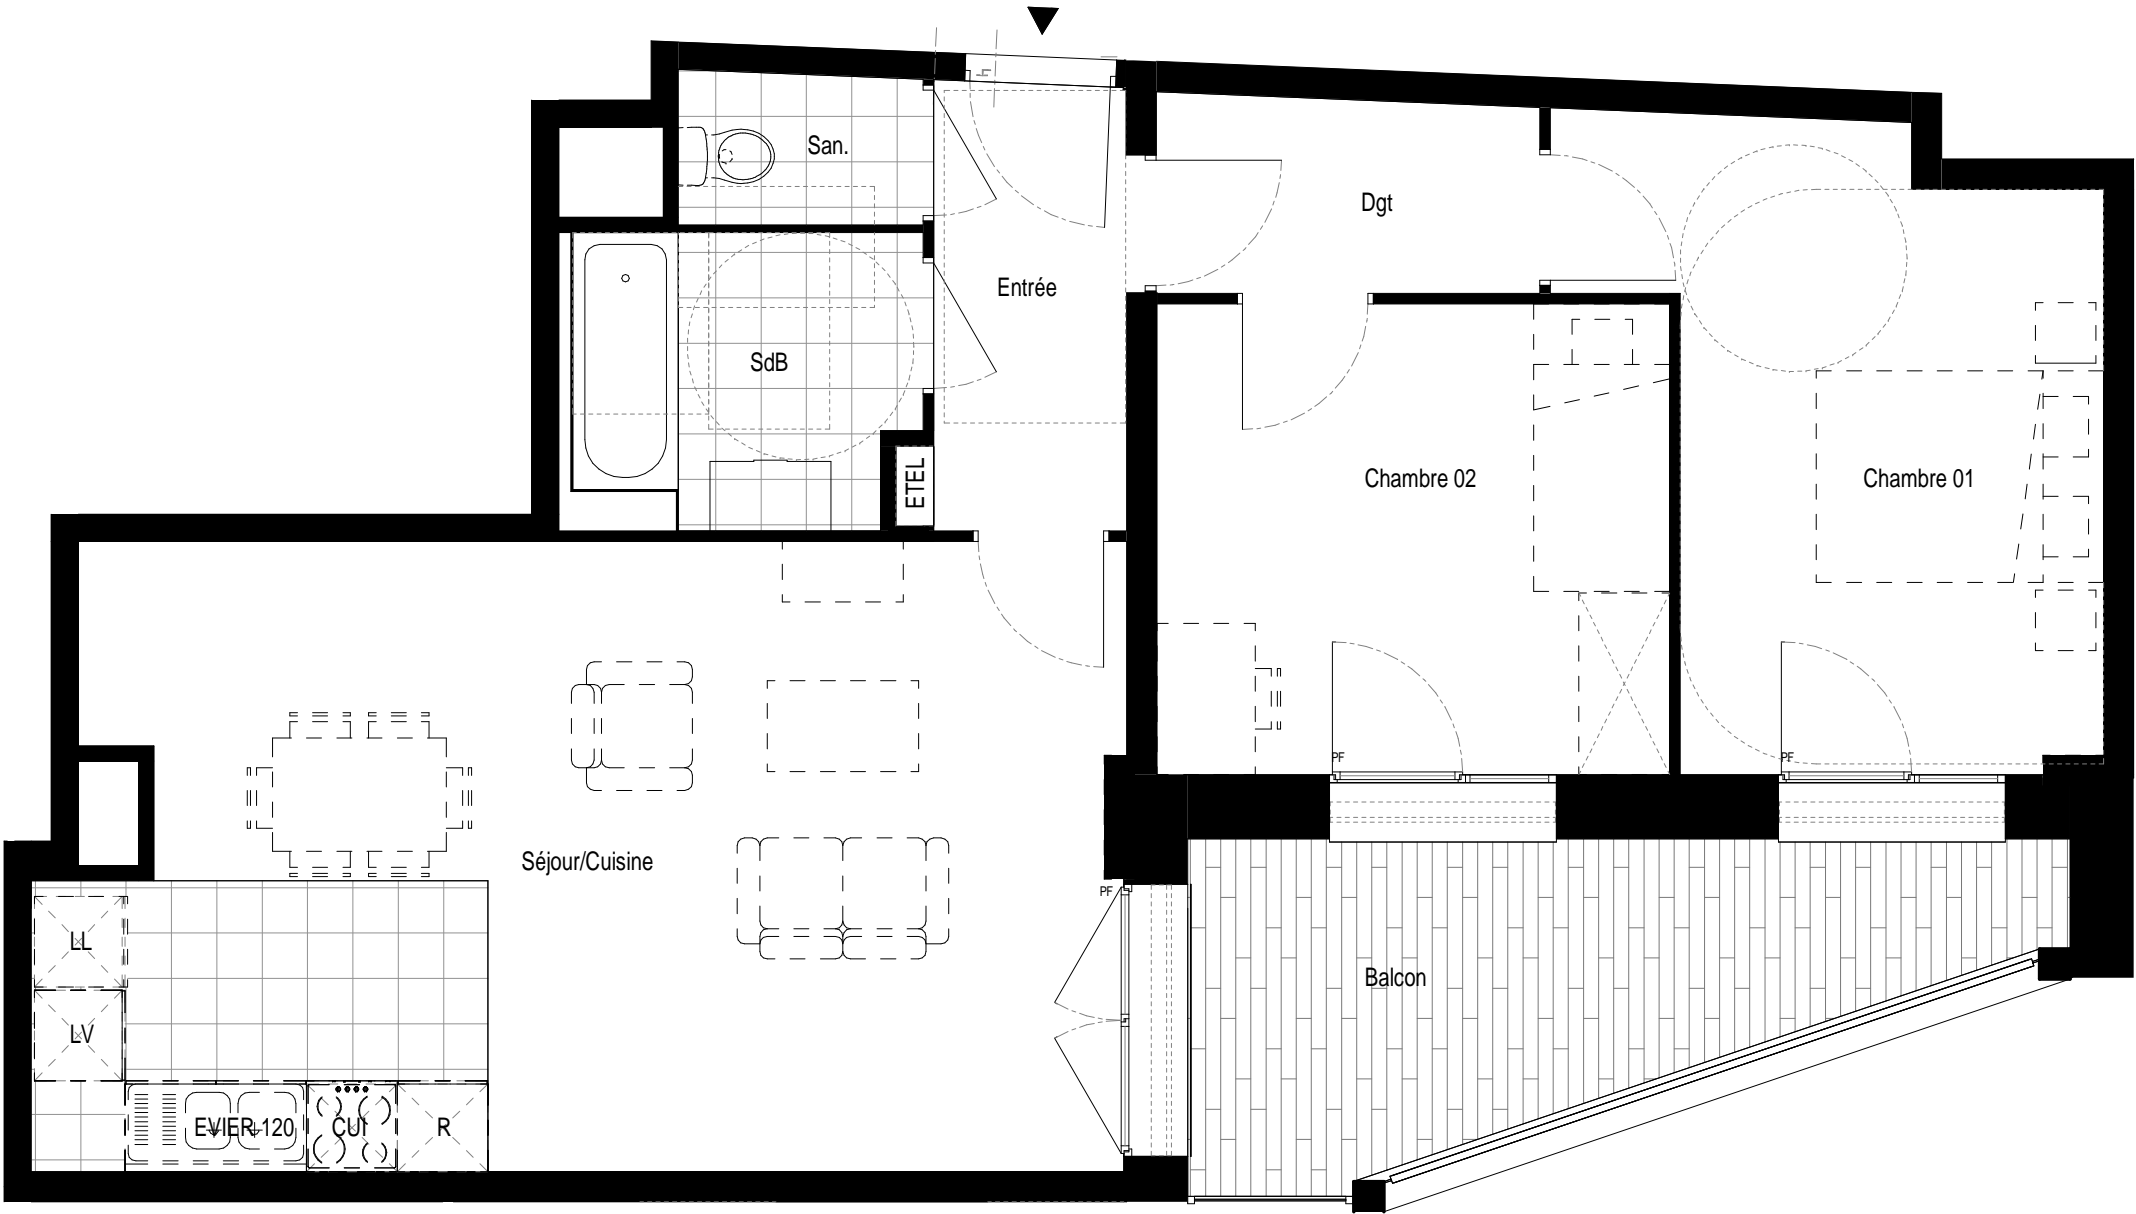 h
San.
Dgt
Entrée
SdB
ETEL
Chambre 02
Chambre 01
PF
PF
Séjour/Cuisine
PF
LL
Balcon
LV
EVIER 120
CUI
R